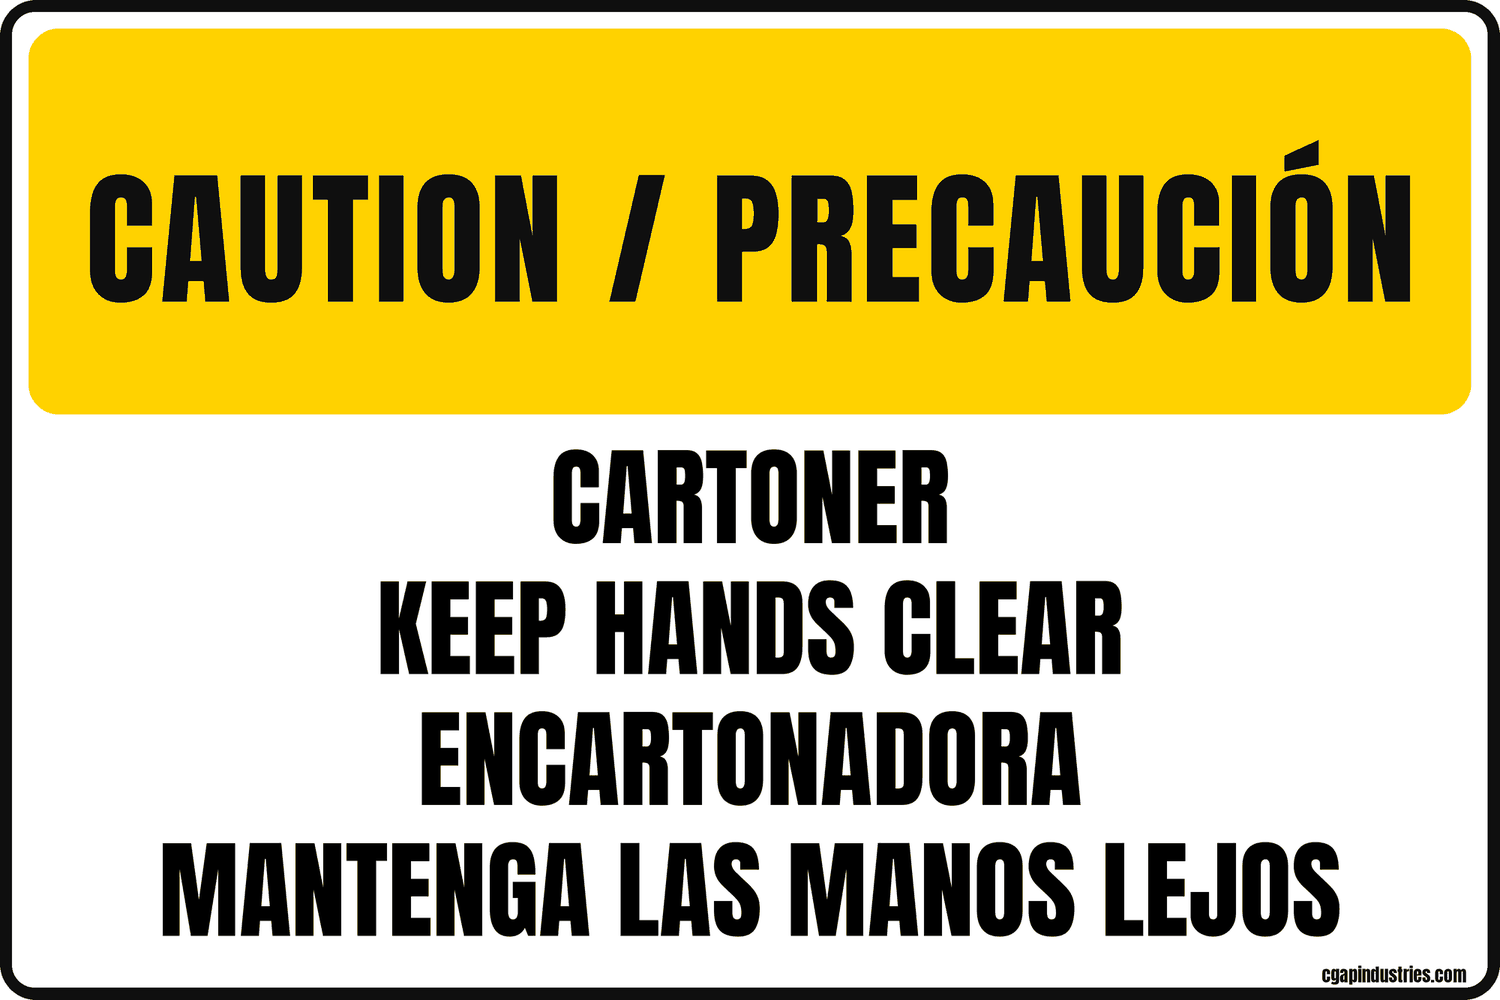 CAUTION / PRECAUCIÓN
CARTONER
KEEP HANDS CLEAR
ENCARTONADORA
MANTENGA LAS MANOS LEJOS
cgapindustries.com